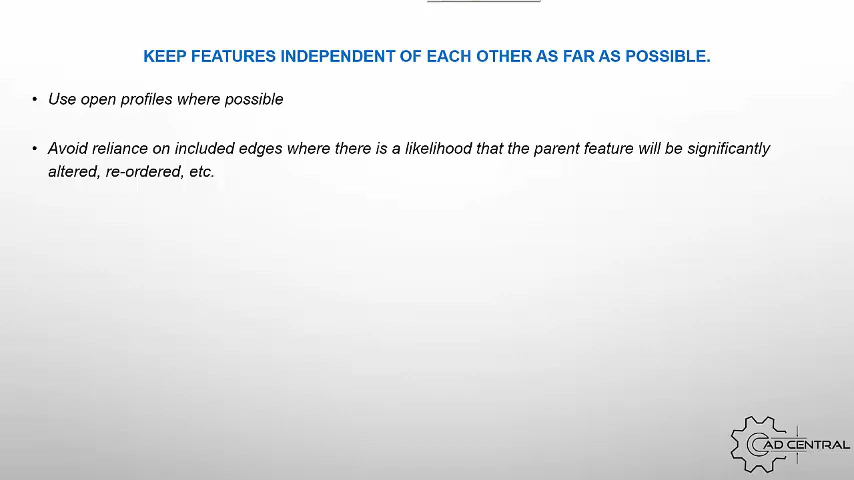 KEEP FEATURES INDEPENDENT OF EACH OTHER AS FAR AS POSSIBLE.
• Use open profiles where possible
• Avoid reliance on included edges where there is a likelihood that the parent feature will be significantly
altered, re-ordered, etc.
CAD CENTRAL